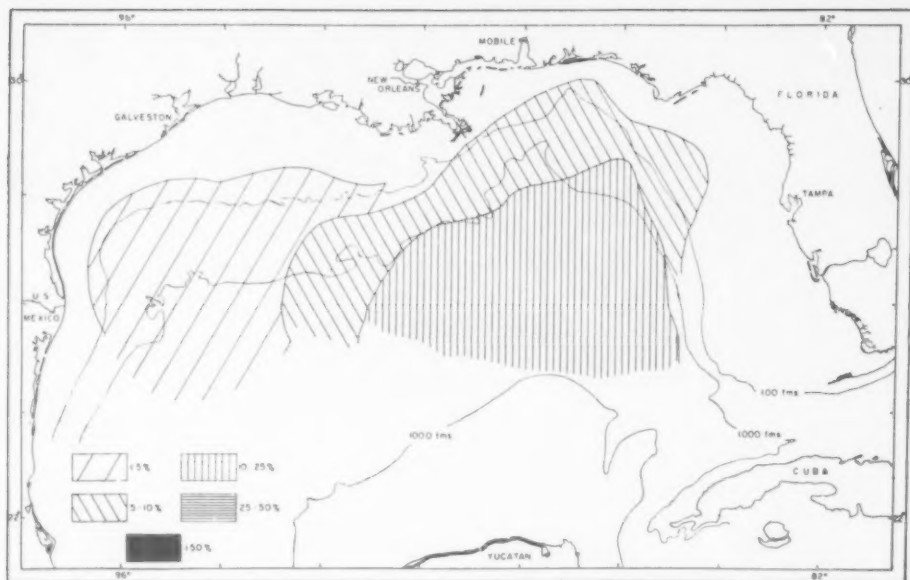 96°
82°
MOBILE
NEW
ORLEANS
FLORIDA
GALVESTON
TAMPA
U S
MEXICO
100 fms
1000 fms
1000 fms
CUBA
YUCATAN
1-5%
10-25%
5-10%
25-50%
>50%
96°
82°